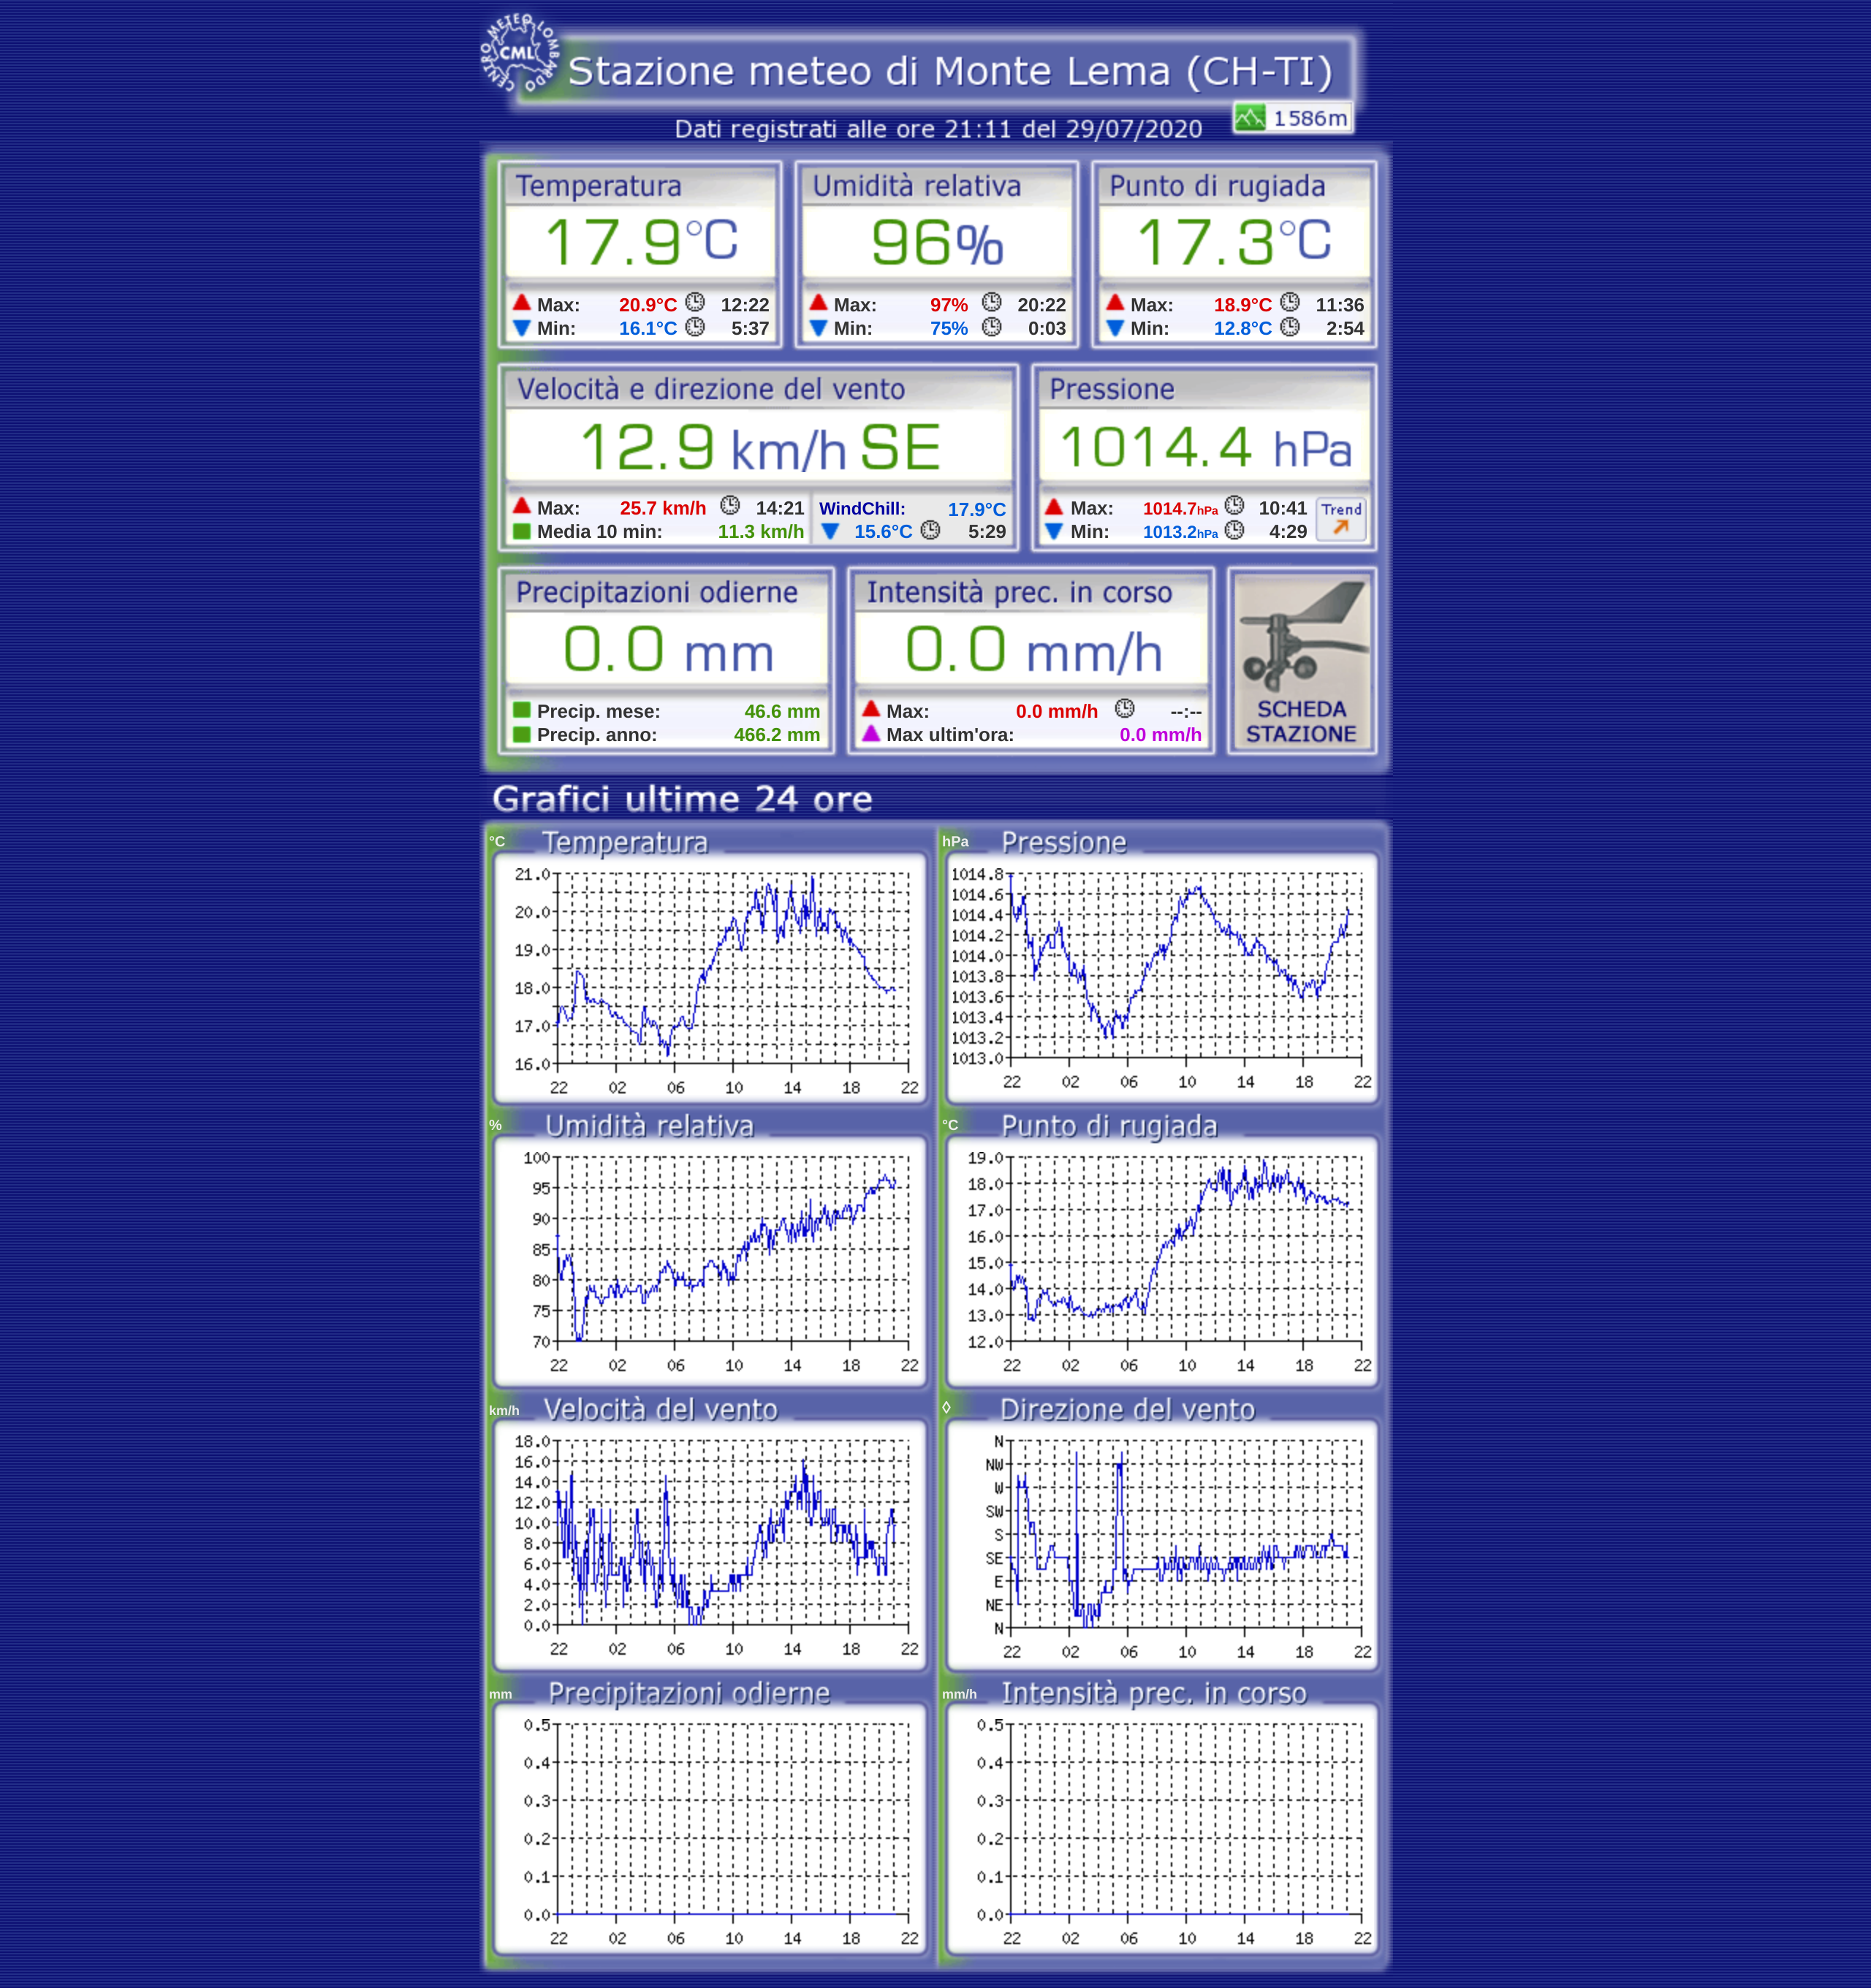 CENTRO METEO LOMBARDO
CML
Stazione meteo di Monte Lema (CH-TI)
1586m
Dati registrati alle ore 21:11 del 29/07/2020
Temperatura
17.9°C
Max: 20.9°C 12:22
Min: 16.1°C 5:37
Umidità relativa
96%
Max: 97% 20:22
Min: 75% 0:03
Punto di rugiada
17.3°C
Max: 18.9°C 11:36
Min: 12.8°C 2:54
Velocità e direzione del vento
12.9 km/h SE
Max: 25.7 km/h 14:21
Media 10 min: 11.3 km/h
WindChill: 17.9°C
15.6°C 5:29
Pressione
1014.4 hPa
Max: 1014.7hPa 10:41
Min: 1013.2hPa 4:29
Trend
Precipitazioni odierne
0.0 mm
Precip. mese: 46.6 mm
Precip. anno: 466.2 mm
Intensità prec. in corso
0.0 mm/h
Max: 0.0 mm/h --:--
Max ultim'ora: 0.0 mm/h
SCHEDA
STAZIONE
Grafici ultime 24 ore
°C Temperatura
21.0
20.0
19.0
18.0
17.0
16.0
22 02 06 10 14 18 22
hPa Pressione
1014.8
1014.6
1014.4
1014.2
1014.0
1013.8
1013.6
1013.4
1013.2
1013.0
22 02 06 10 14 18 22
% Umidità relativa
100
95
90
85
80
75
70
22 02 06 10 14 18 22
°C Punto di rugiada
19.0
18.0
17.0
16.0
15.0
14.0
13.0
12.0
22 02 06 10 14 18 22
km/h Velocità del vento
18.0
16.0
14.0
12.0
10.0
8.0
6.0
4.0
2.0
0.0
22 02 06 10 14 18 22
◊ Direzione del vento
N
NW
W
SW
S
SE
E
NE
N
22 02 06 10 14 18 22
mm Precipitazioni odierne
0.5
0.4
0.3
0.2
0.1
0.0
22 02 06 10 14 18 22
mm/h Intensità prec. in corso
0.5
0.4
0.3
0.2
0.1
0.0
22 02 06 10 14 18 22